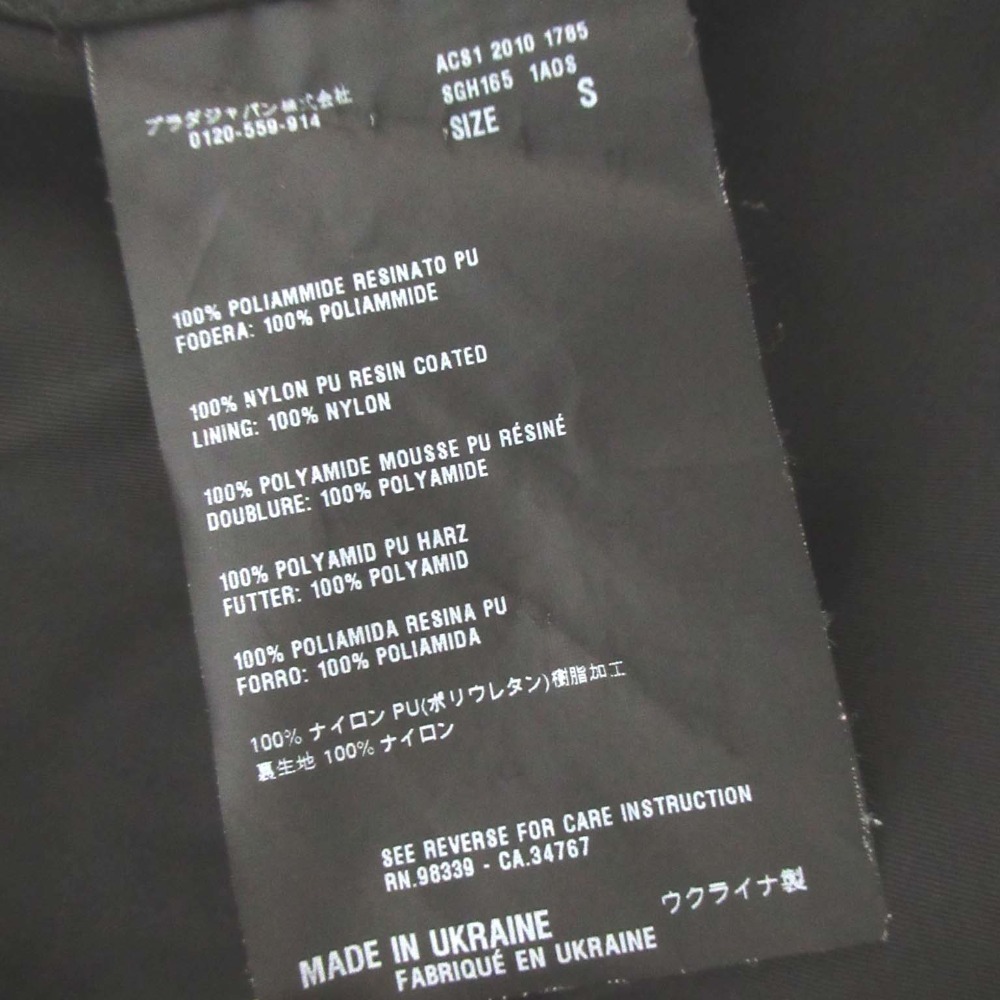 プラダジャパン株式会社
0120-559-914
ACS1 2010 1785
SGH165 1AOS
SIZE S
100% POLIAMMIDE RESINATO PU
FODERA: 100% POLIAMMIDE
100% NYLON PU RESIN COATED
LINING: 100% NYLON
100% POLYAMIDE MOUSSE PU RÉSINÉ
DOUBLURE: 100% POLYAMIDE
100% POLYAMID PU HARZ
FUTTER: 100% POLYAMID
100% POLIAMIDA RESINA PU
FORRO: 100% POLIAMIDA
100% ナイロン PU(ポリウレタン)樹脂加工
裏生地 100% ナイロン
SEE REVERSE FOR CARE INSTRUCTION
RN.98339 - CA.34767
ウクライナ製
MADE IN UKRAINE
FABRIQUÉ EN UKRAINE